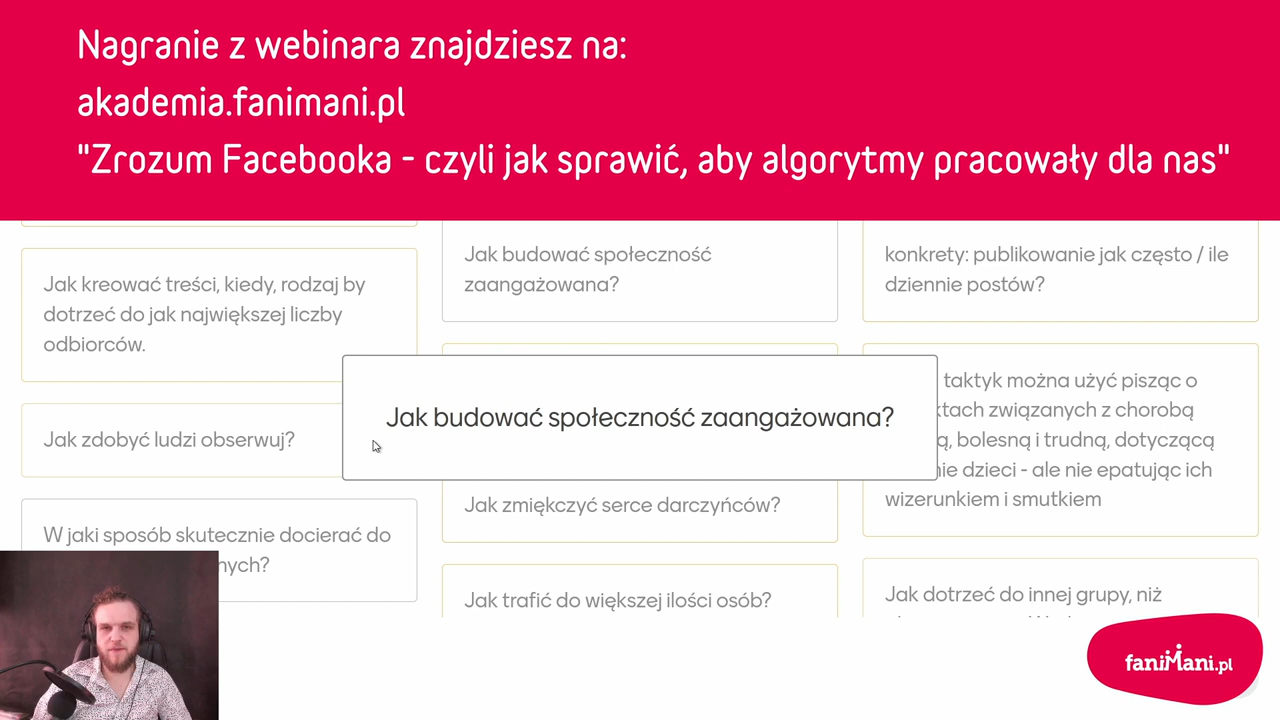 Nagranie z webinara znajdziesz na:
akademia.fanimani.pl
"Zrozum Facebooka - czyli jak sprawić, aby algorytmy pracowały dla nas"
Jak kreować treści, kiedy, rodzaj by
dotrzeć do jak największej liczby
odbiorców.
Jak zdobyć ludzi obserwuj?
W jaki sposób skutecznie docierać do
Jak budować społeczność
zaangażowana?
Jak budować społeczność zaangażowana?
Jak zmiękczyć serce darczyńców?
Jak trafić do większej ilości osób?
konkrety: publikowanie jak często / ile
dziennie postów?
taktyk można użyć pisząc o
związanych z chorobą
bolesną i trudną, dotyczącą
dzieci - ale nie epatując ich
wizerunkiem i smutkiem
Jak dotrzeć do innej grupy, niż
faniMani.pl